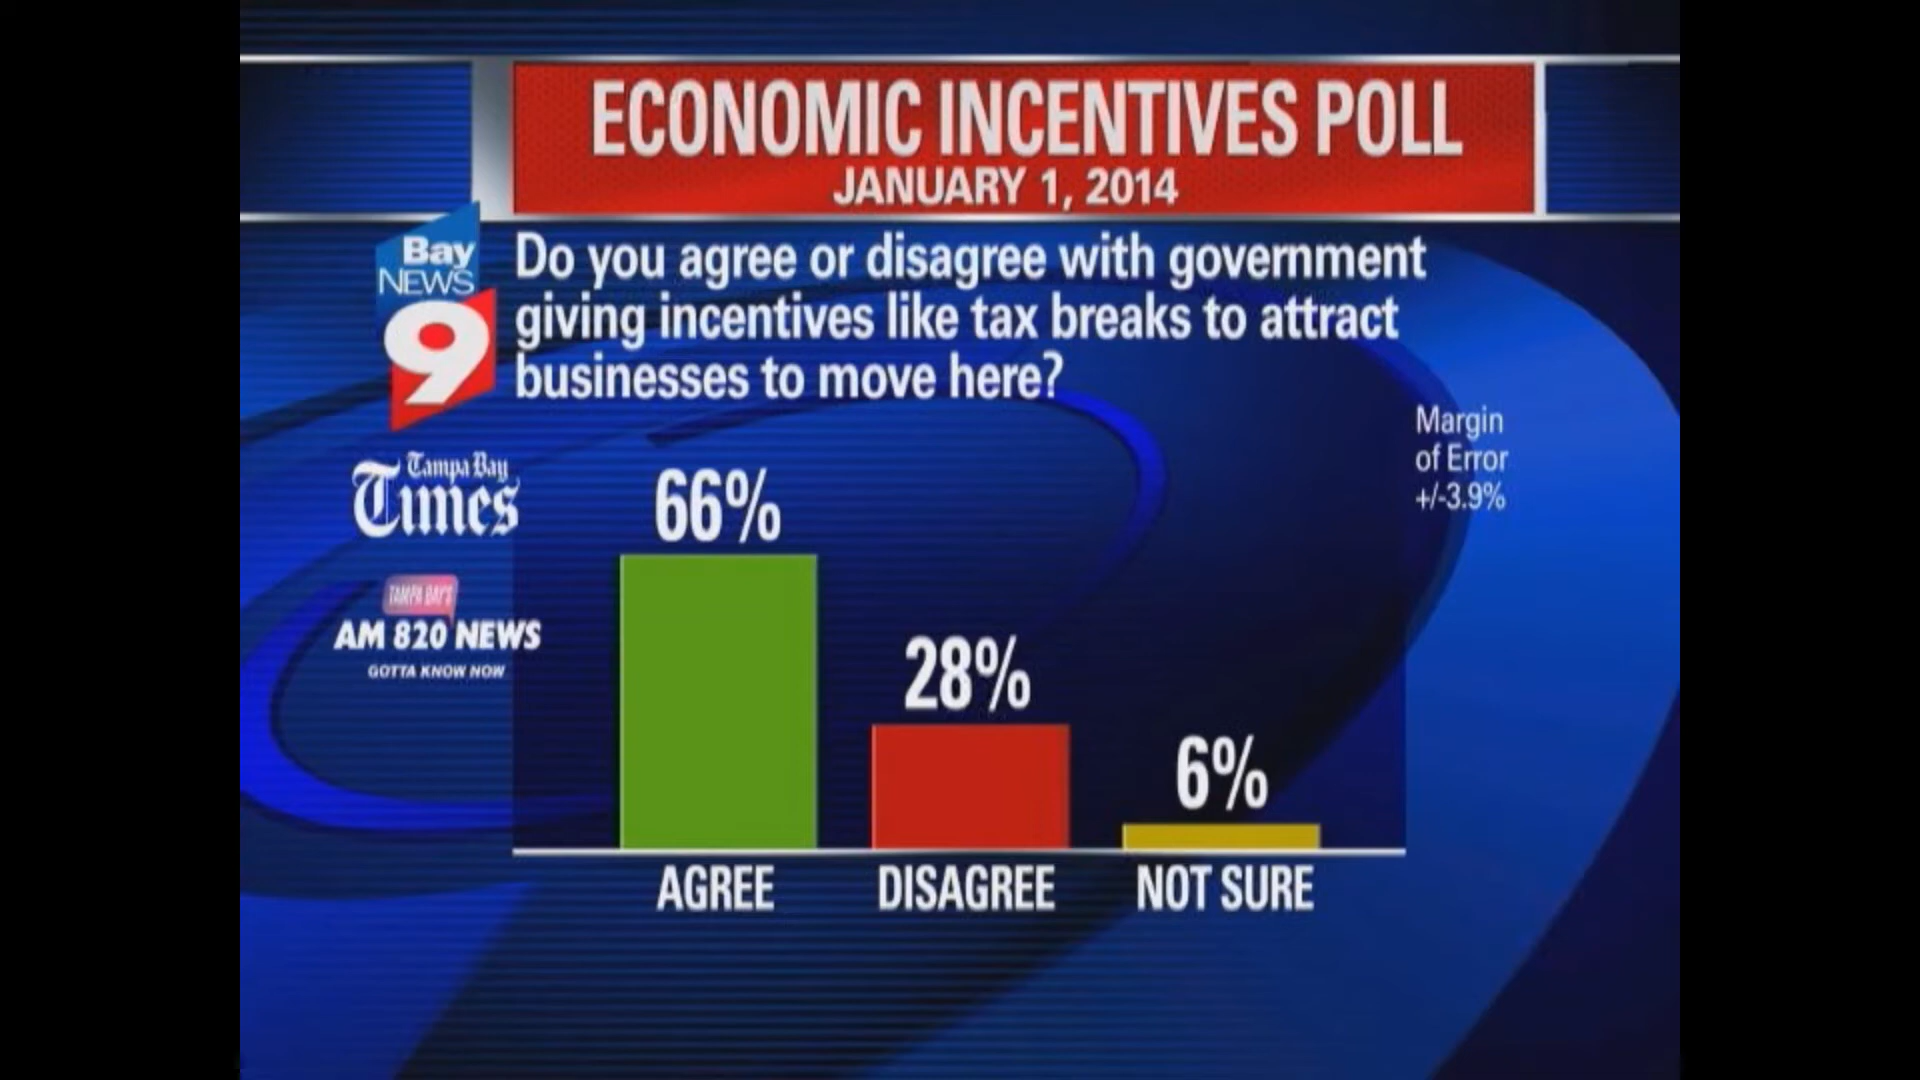 ECONOMIC INCENTIVES POLL
JANUARY 1, 2014
Bay
NEWS
9
Do you agree or disagree with government
giving incentives like tax breaks to attract
businesses to move here?
Margin
of Error
+/-3.9%
Tampa Bay
Times
TAMPA BAY'S
AM 820 NEWS
GOTTA KNOW NOW
66%
28%
6%
AGREE
DISAGREE
NOT SURE